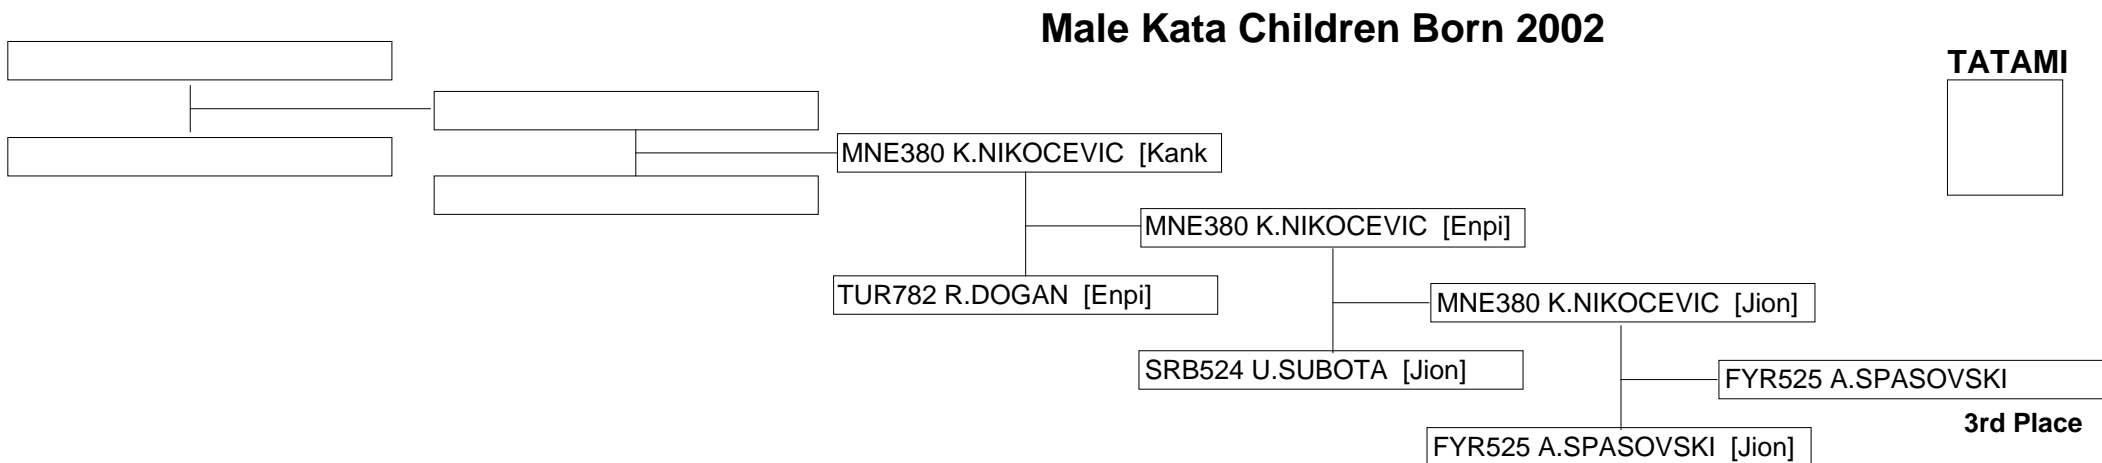 Male Kata Children Born 2002
TATAMI
MNE380 K.NIKOCEVIC [Kank
MNE380 K.NIKOCEVIC [Enpi]
TUR782 R.DOGAN [Enpi]
MNE380 K.NIKOCEVIC [Jion]
SRB524 U.SUBOTA [Jion]
FYR525 A.SPASOVSKI
3rd Place
FYR525 A.SPASOVSKI [Jion]